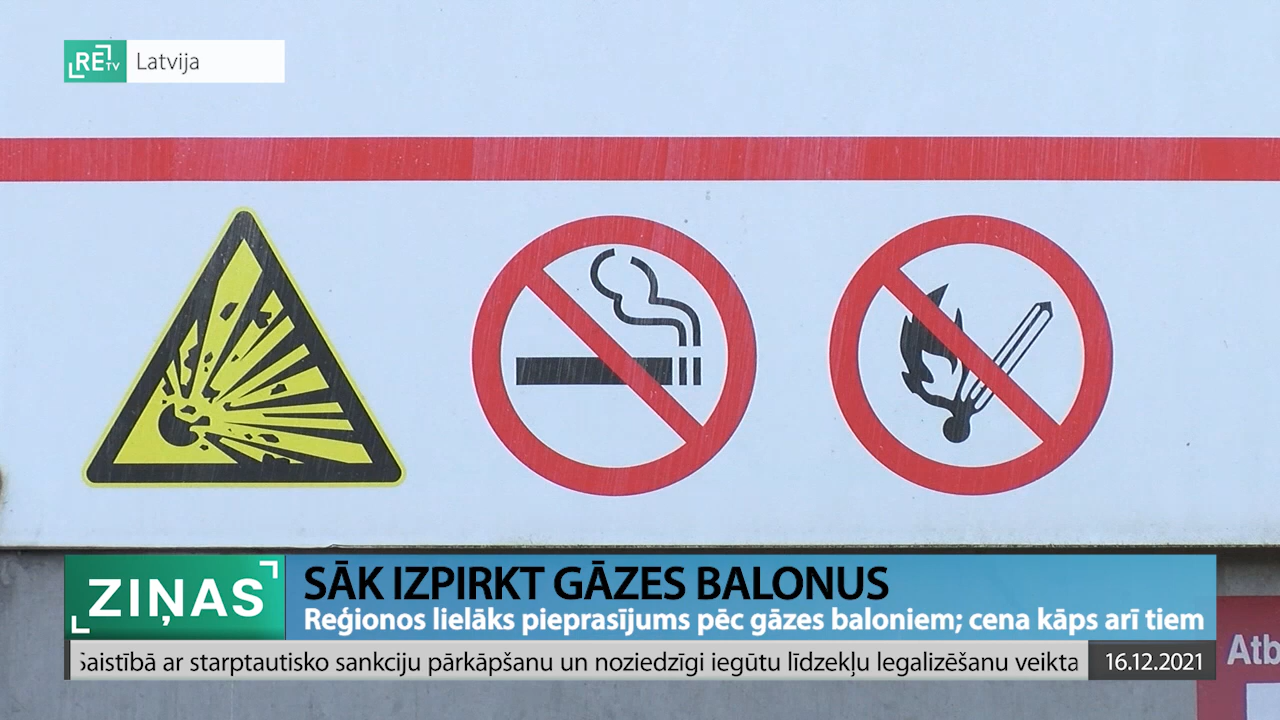 RE TV Latvija
ZIŅAS
SĀK IZPIRKT GĀZES BALONUS
Reģionos lielāks pieprasījums pēc gāzes baloniem; cena kāps arī tiem
Saistībā ar starptautisko sankciju pārkāpšanu un noziedzīgi iegūtu līdzekļu legalizēšanu veikta
16.12.2021